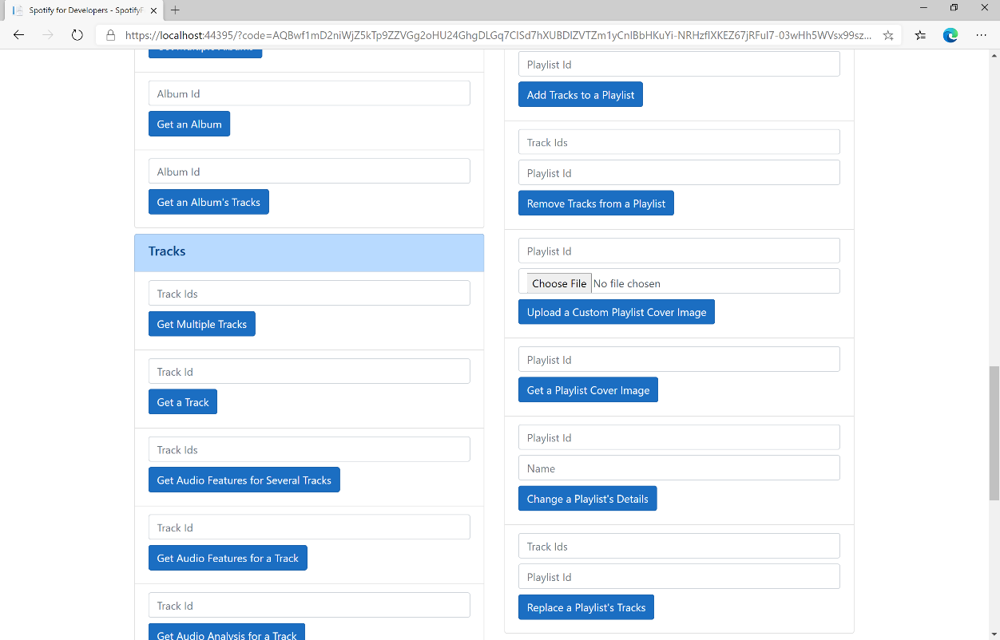 Spotify for Developers - SpotifyF
https://localhost:44395/?code=AQBwf1mD2niWjZ5kTp9ZZVGg2oHU24GhgDLGq7CISd7hXUBDlZVTZm1yCnlBbHKuYi-NRHzflXKEZ67jRFuI7-03wHh5WVsx99sz...
Album Id
Get an Album
Album Id
Get an Album's Tracks
Tracks
Track Ids
Get Multiple Tracks
Track Id
Get a Track
Track Ids
Get Audio Features for Several Tracks
Track Id
Get Audio Features for a Track
Track Id
Get Audio Analysis for a Track
Playlist Id
Add Tracks to a Playlist
Track Ids
Playlist Id
Remove Tracks from a Playlist
Playlist Id
Choose File No file chosen
Upload a Custom Playlist Cover Image
Playlist Id
Get a Playlist Cover Image
Playlist Id
Name
Change a Playlist's Details
Track Ids
Playlist Id
Replace a Playlist's Tracks